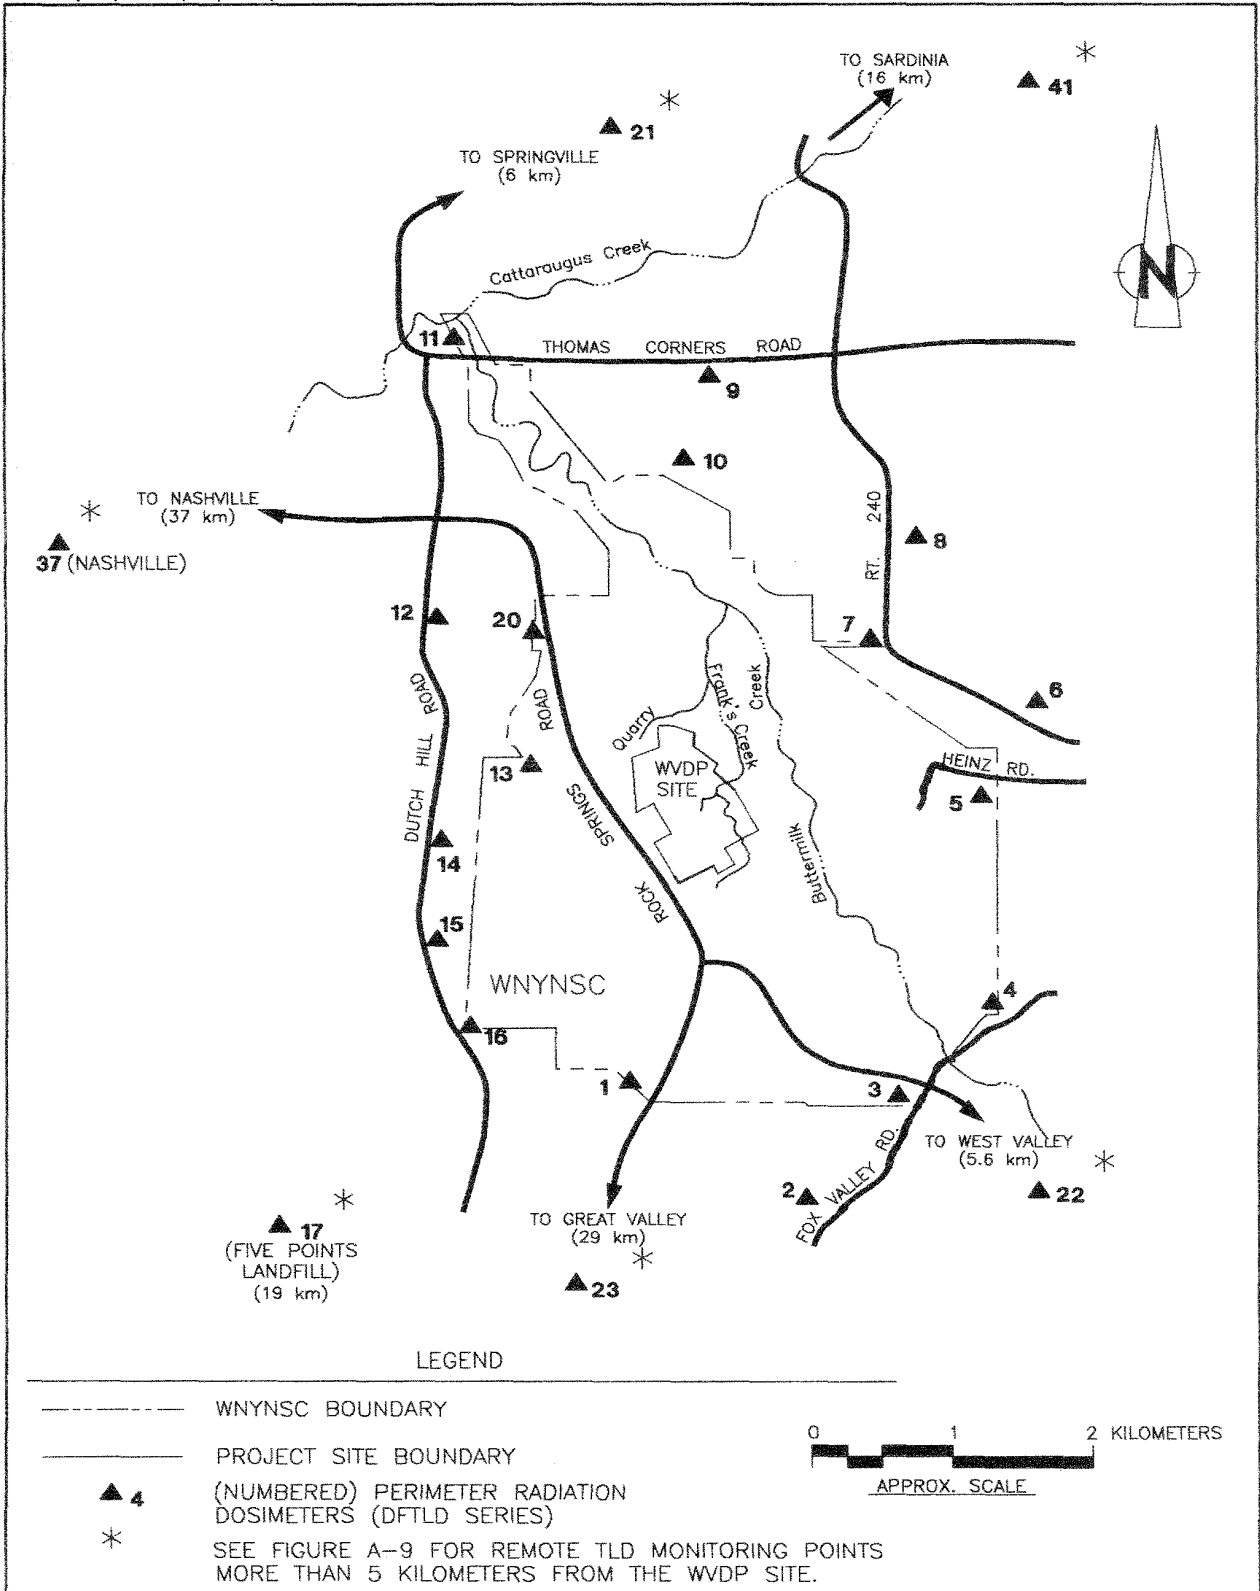 TO SARDINIA
(16 km)
*
41
*
21
TO SPRINGVILLE
(6 km)
N
Cattaraugus Creek
11
THOMAS CORNERS ROAD
9
10
TO NASHVILLE
(37 km)
*
37 (NASHVILLE)
RT. 240
8
12
20
7
6
DUTCH HILL ROAD
ROCK SPRINGS ROAD
Quarry
Frank's Creek
Buttermilk Creek
WVDP
SITE
HEINZ RD.
13
5
14
15
WNYNSC
4
16
1
3
TO WEST VALLEY
(5.6 km)
*
FOX VALLEY RD.
2
22
*
17
(FIVE POINTS
LANDFILL)
(19 km)
TO GREAT VALLEY
(29 km)
*
23
LEGEND
WNYNSC BOUNDARY
PROJECT SITE BOUNDARY
4 (NUMBERED) PERIMETER RADIATION
DOSIMETERS (DFTLD SERIES)
* SEE FIGURE A-9 FOR REMOTE TLD MONITORING POINTS
MORE THAN 5 KILOMETERS FROM THE WVDP SITE.
0 1 2 KILOMETERS
APPROX. SCALE